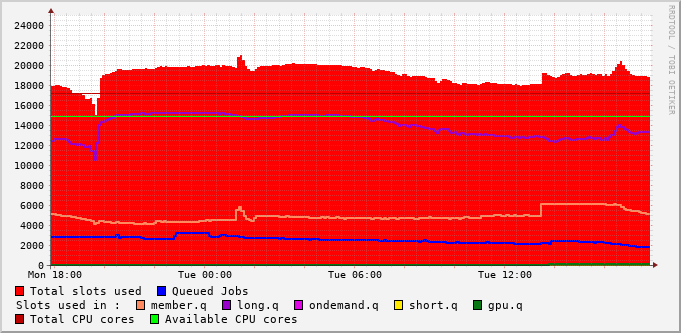 RRDTOOL / TOBI OETIKER
24000
22000
20000
18000
16000
14000
12000
10000
8000
6000
4000
2000
0
Mon 18:00 Tue 00:00 Tue 06:00 Tue 12:00
Total slots used Queued Jobs
Slots used in : member.q long.q ondemand.q short.q gpu.q
Total CPU cores Available CPU cores